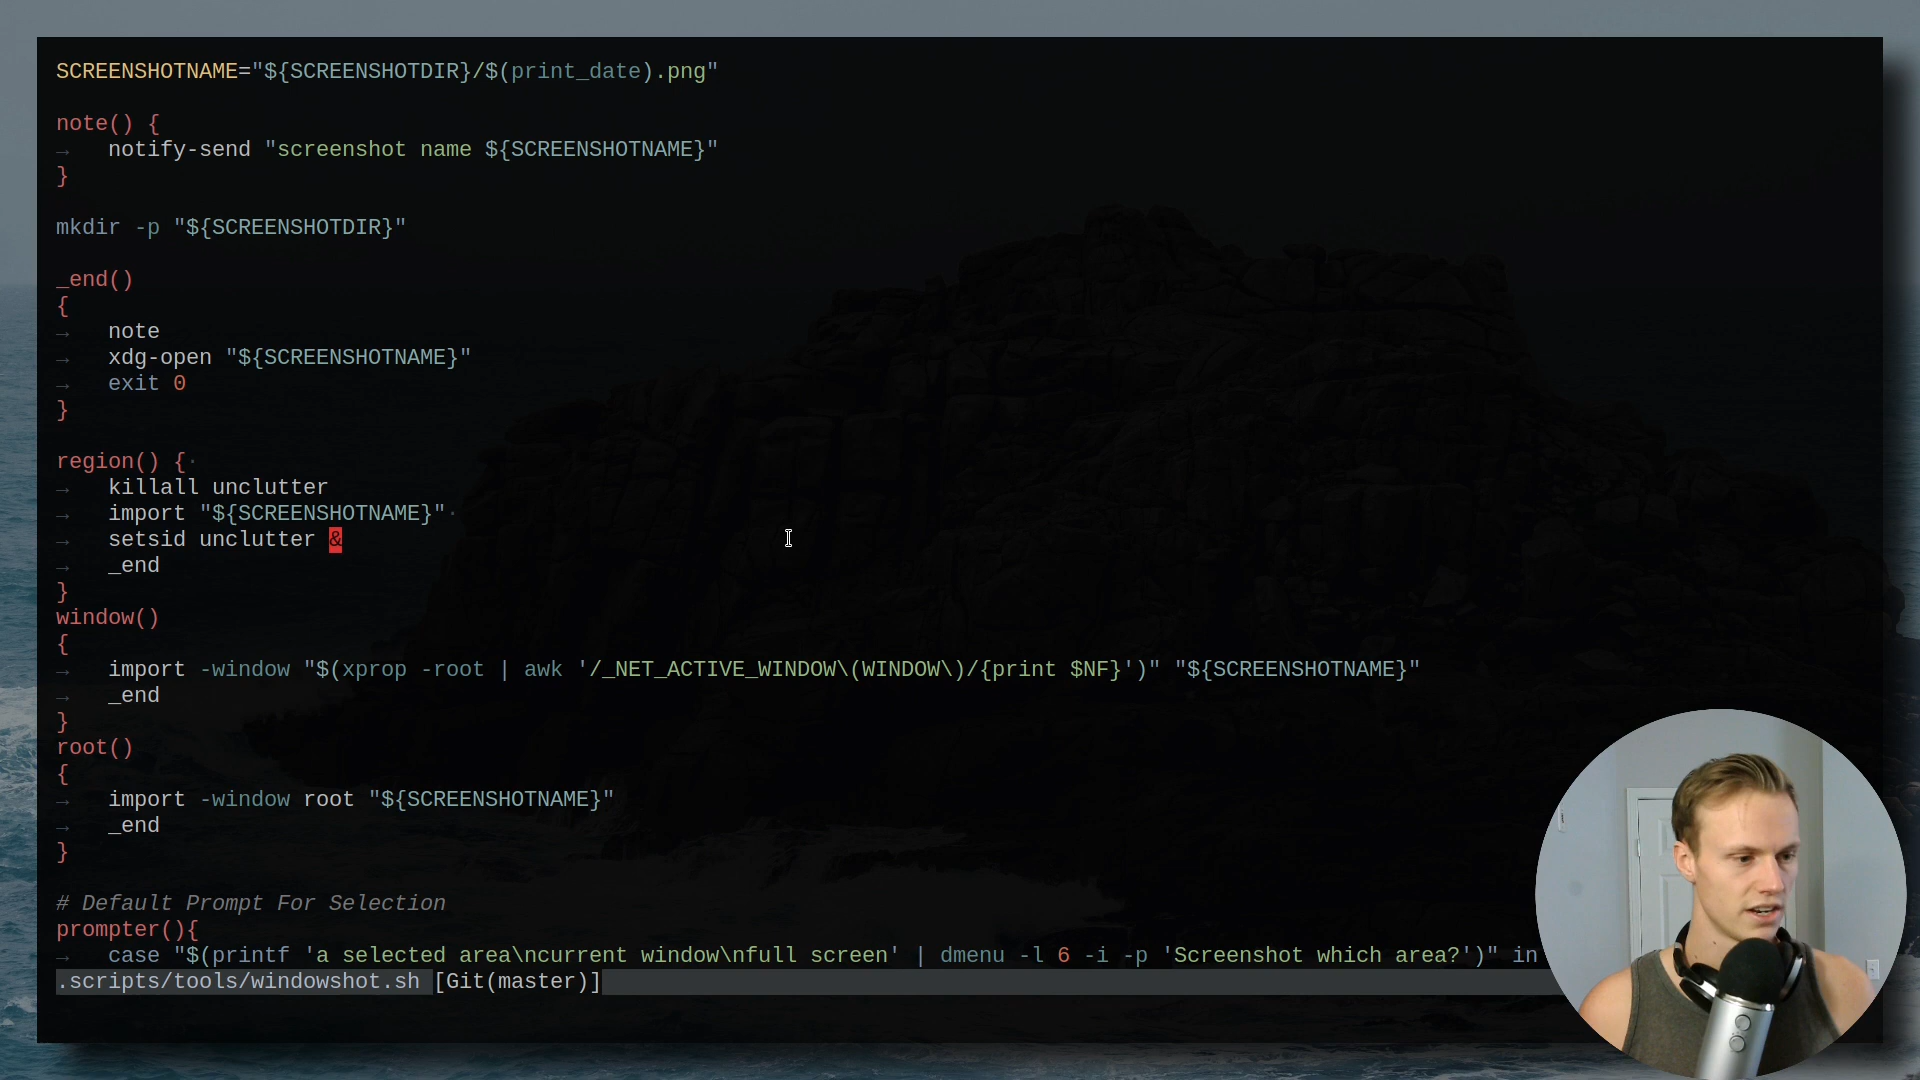 SCREENSHOTNAME="${SCREENSHOTDIR}/$(print_date).png"
note() {
→   notify-send "screenshot name ${SCREENSHOTNAME}"
}
mkdir -p "${SCREENSHOTDIR}"
_end()
{
→   note
→   xdg-open "${SCREENSHOTNAME}"
→   exit 0
}
region() {·
→   killall unclutter
→   import "${SCREENSHOTNAME}"·
→   setsid unclutter &
→   _end
}
window()
{
→   import -window "$(xprop -root | awk '/_NET_ACTIVE_WINDOW\(WINDOW\)/{print $NF}')" "${SCREENSHOTNAME}"
→   _end
}
root()
{
→   import -window root "${SCREENSHOTNAME}"
→   _end
}
# Default Prompt For Selection
prompter(){
→   case "$(printf 'a selected area\ncurrent window\nfull screen' | dmenu -l 6 -i -p 'Screenshot which area?')" in
.scripts/tools/windowshot.sh [Git(master)]